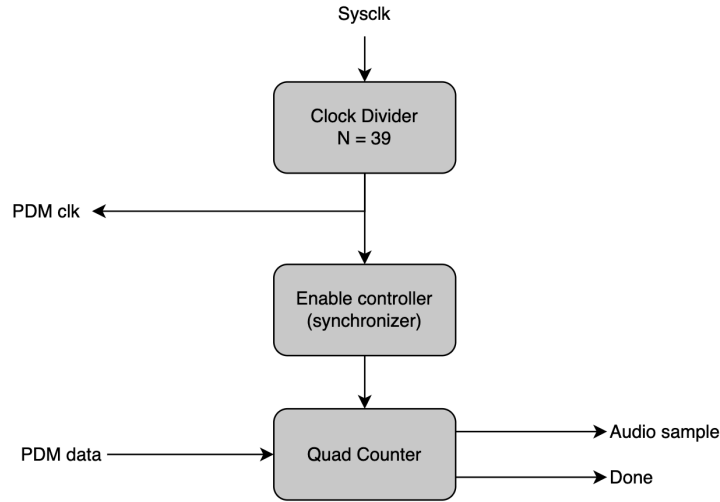 Sysclk
Clock Divider
N = 39
PDM clk
Enable controller
(synchronizer)
PDM data
Quad Counter
Audio sample
Done